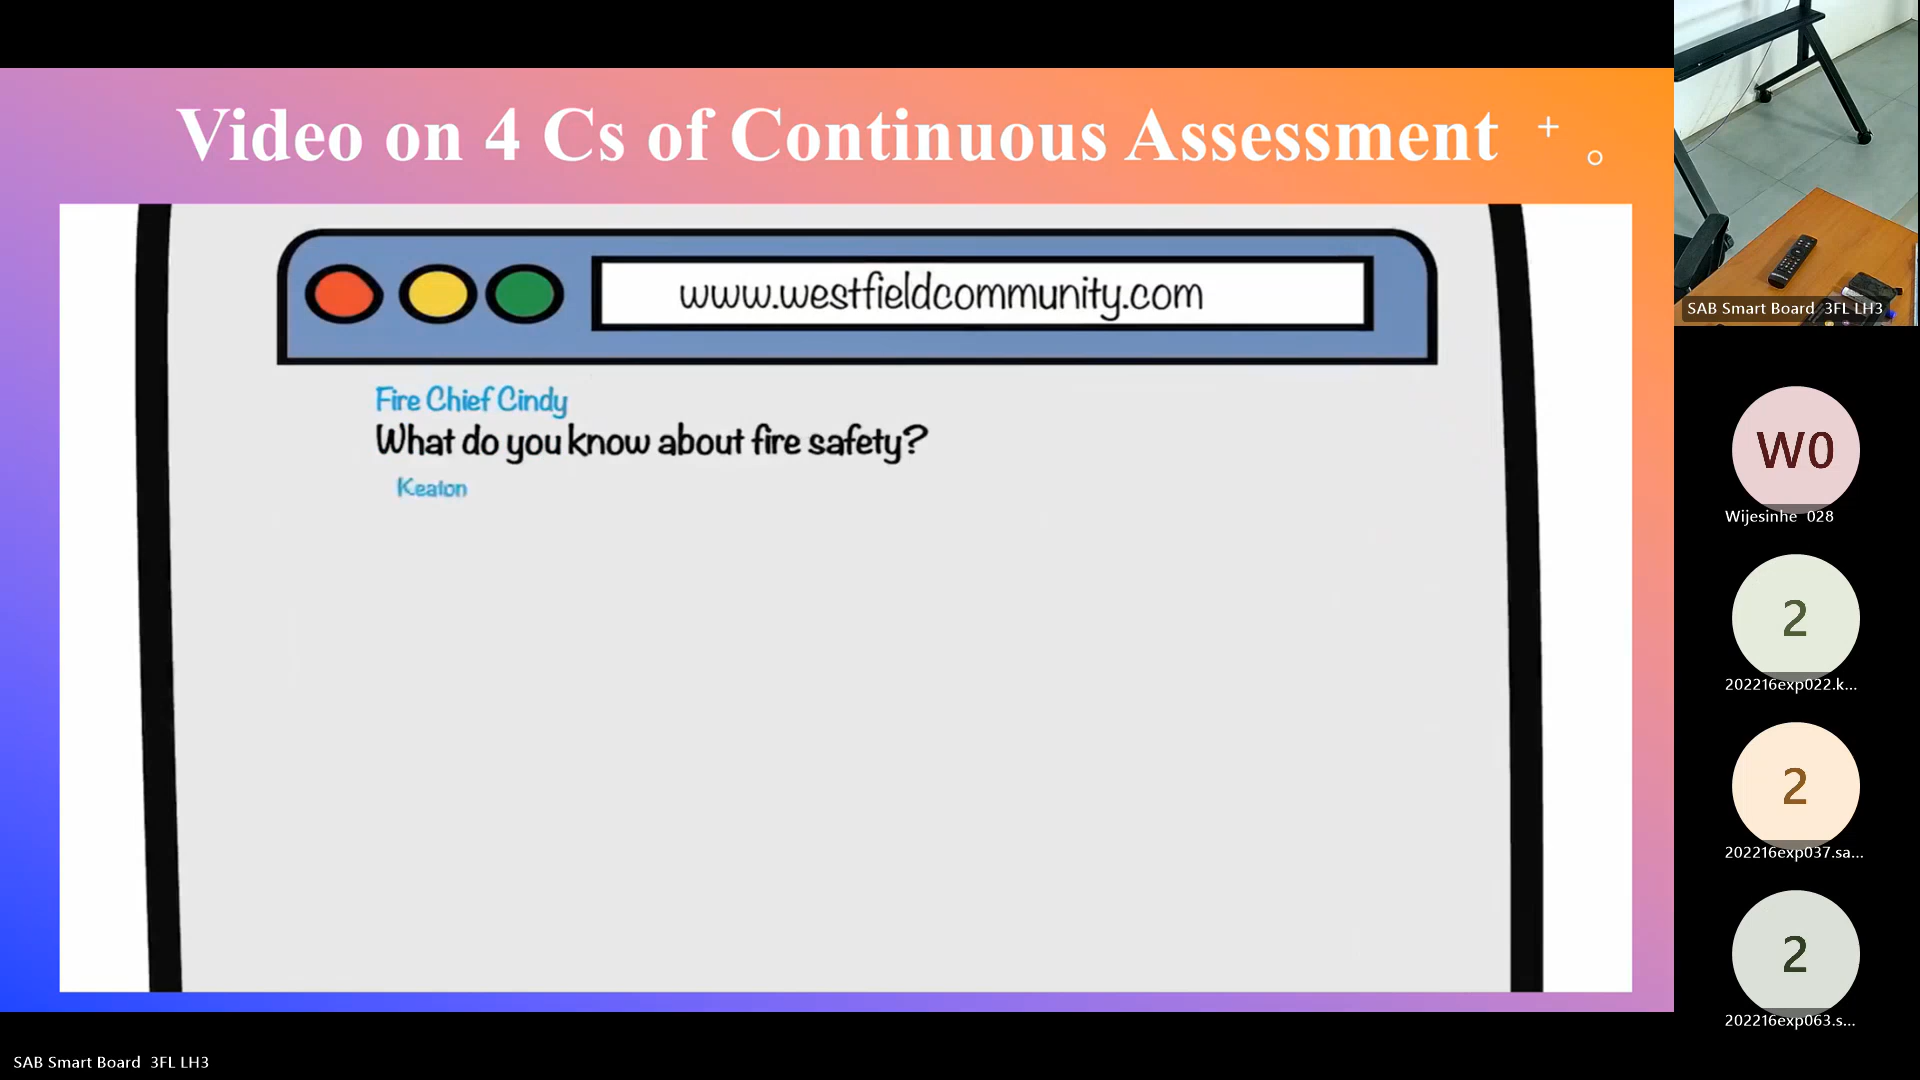 Video on 4 Cs of Continuous Assessment
www.westfieldcommunity.com
Fire Chief Cindy
What do you know about fire safety?
Keaton
SAB Smart Board 3FL LH3
W0
Wijesinhe 028
2
202216exp022.k...
2
202216exp037.sa...
2
202216exp063.s...
SAB Smart Board 3FL LH3